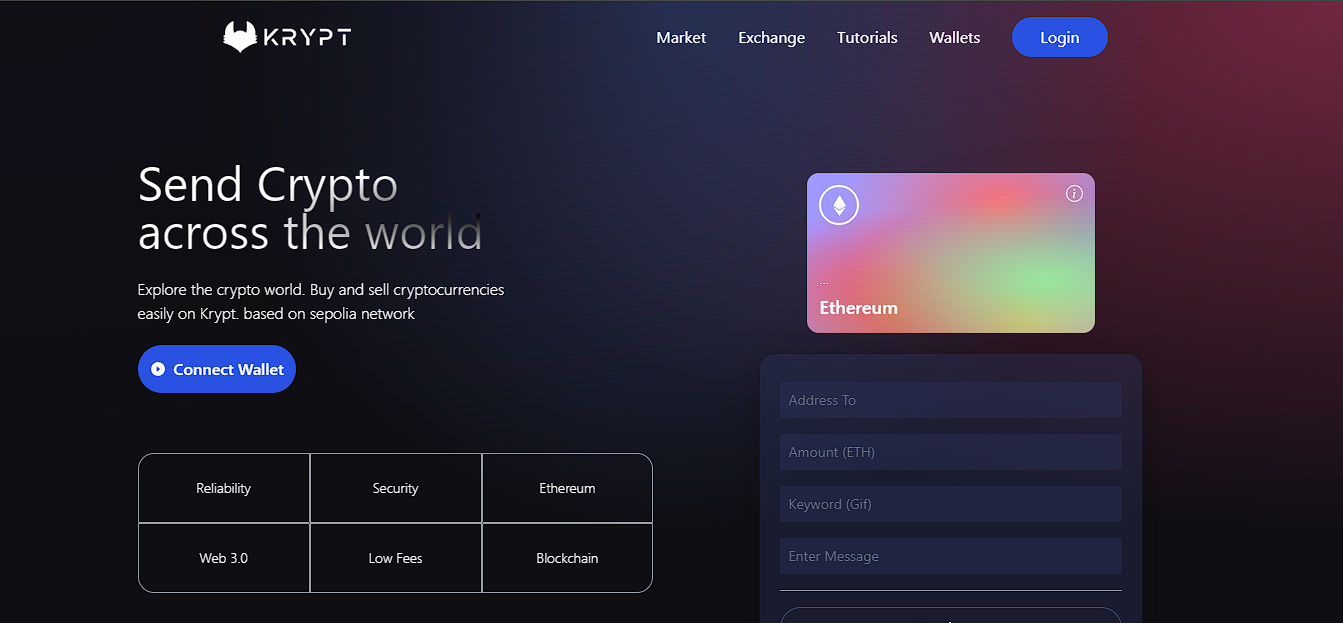 KRYPT
Market
Exchange
Tutorials
Wallets
Login
Send Crypto
across the world
Explore the crypto world. Buy and sell cryptocurrencies
easily on Krypt. based on sepolia network
Connect Wallet
Reliability
Security
Ethereum
Web 3.0
Low Fees
Blockchain
...
Ethereum
Address To
Amount (ETH)
Keyword (Gif)
Enter Message